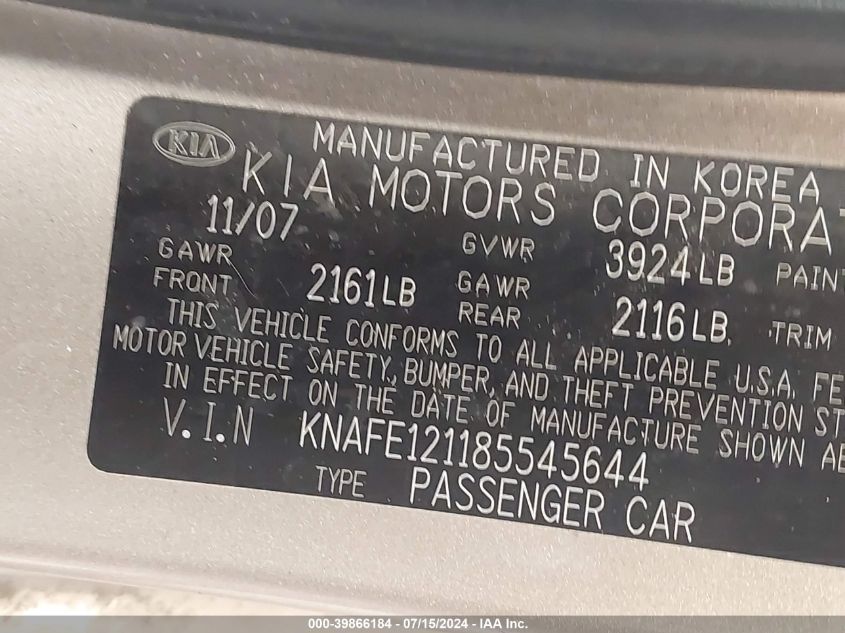 KIA
MANUFACTURED IN KOREA
KIA MOTORS CORPORAT
11/07
GAWR FRONT 2161LB
GVWR 3924LB
GAWR REAR 2116LB
PAINT
TRIM
THIS VEHICLE CONFORMS TO ALL APPLICABLE U.S.A. FE
MOTOR VEHICLE SAFETY, BUMPER, AND THEFT PREVENTION ST
IN EFFECT ON THE DATE OF MANUFACTURE SHOWN AB
V.I.N KNAFE121185545644
TYPE PASSENGER CAR
000-39866184 - 07/15/2024 - IAA Inc.